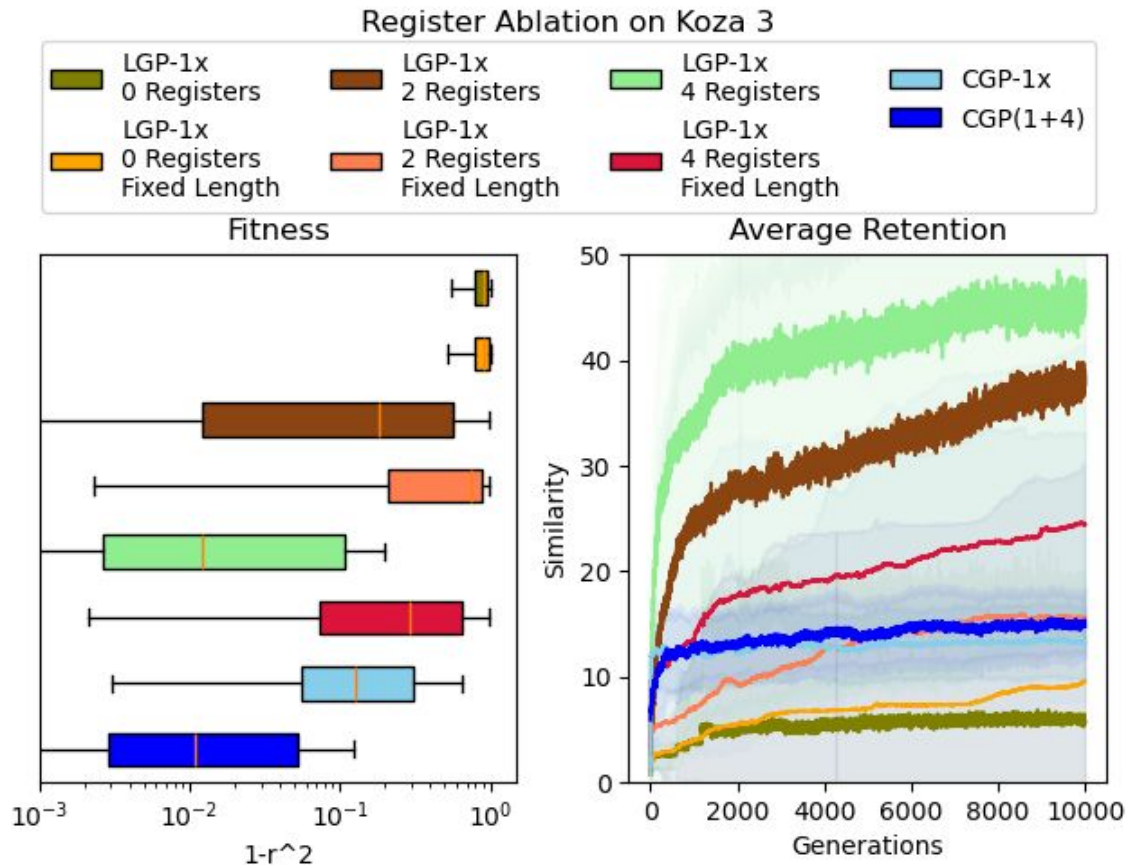 Register Ablation on Koza 3
LGP-1x
0 Registers
LGP-1x
0 Registers
Fixed Length
LGP-1x
2 Registers
LGP-1x
2 Registers
Fixed Length
LGP-1x
4 Registers
LGP-1x
4 Registers
Fixed Length
CGP-1x
CGP(1+4)
Fitness
10⁻³ 10⁻² 10⁻¹ 10⁰
1-r^2
Average Retention
Similarity
50
40
30
20
10
0
0 2000 4000 6000 8000 10000
Generations